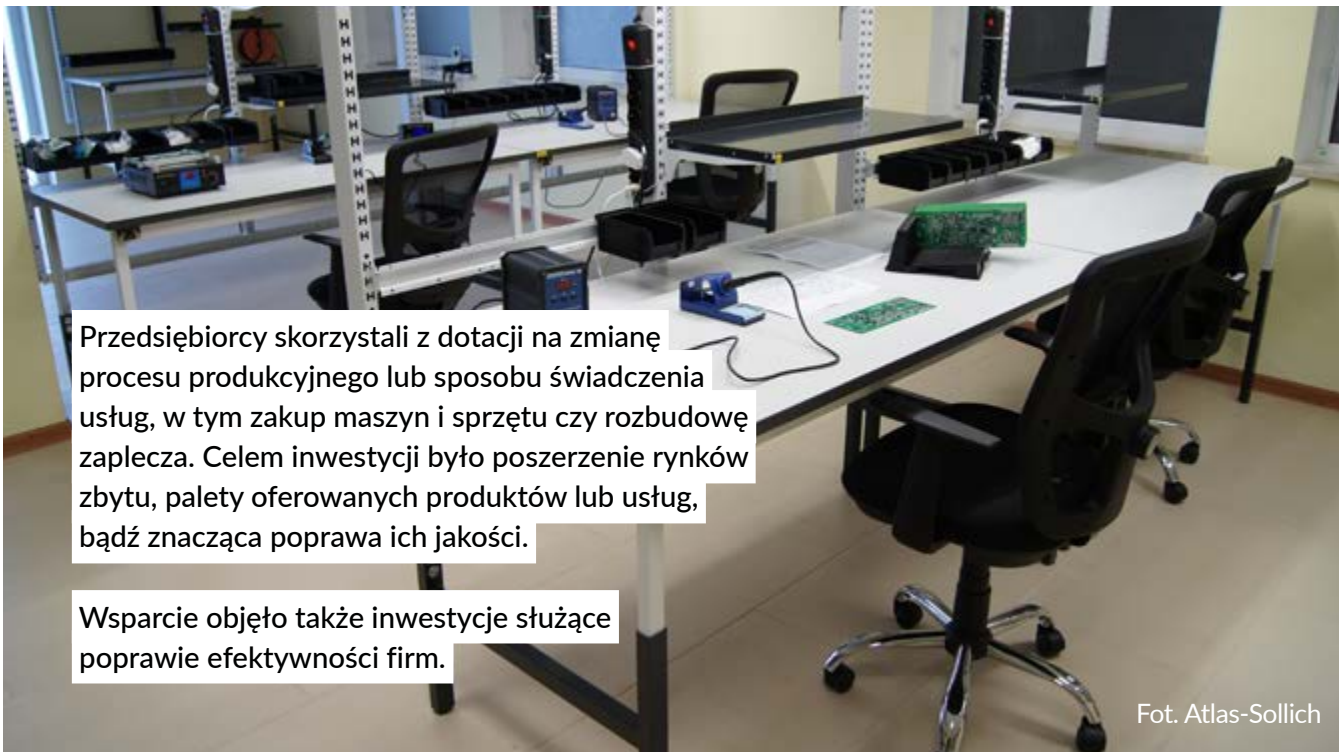 Przedsiębiorcy skorzystali z dotacji na zmianę
procesu produkcyjnego lub sposobu świadczenia
usług, w tym zakup maszyn i sprzętu czy rozbudowę
zaplecza. Celem inwestycji było poszerzenie rynków
zbytu, palety oferowanych produktów lub usług,
bądź znacząca poprawa ich jakości.
Wsparcie objęło także inwestycje służące
poprawie efektywności firm.
Fot. Atlas-Sollich